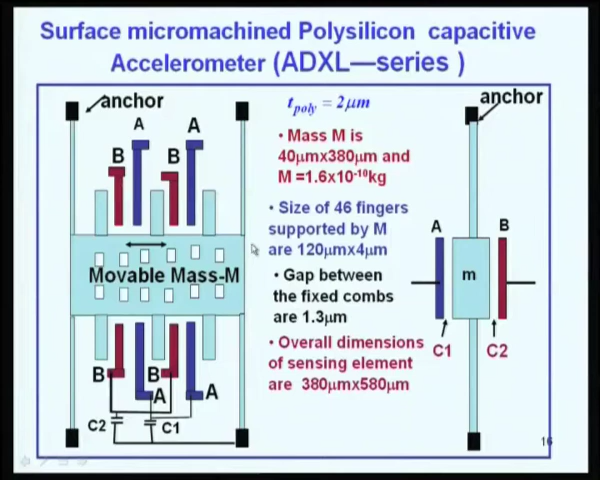 Surface micromachined Polysilicon capacitive
Accelerometer (ADXL—series )
anchor
A
A
B
B
Movable Mass-M
B
B
A
A
C2
C1
t poly = 2μm
• Mass M is
40μmx380μm and
M =1.6x10⁻¹⁰kg
• Size of 46 fingers
supported by M
are 120μmx4μm
• Gap between
the fixed combs
are 1.3μm
• Overall dimensions
of sensing element
are 380μmx580μm
anchor
A
B
m
C1
C2
16